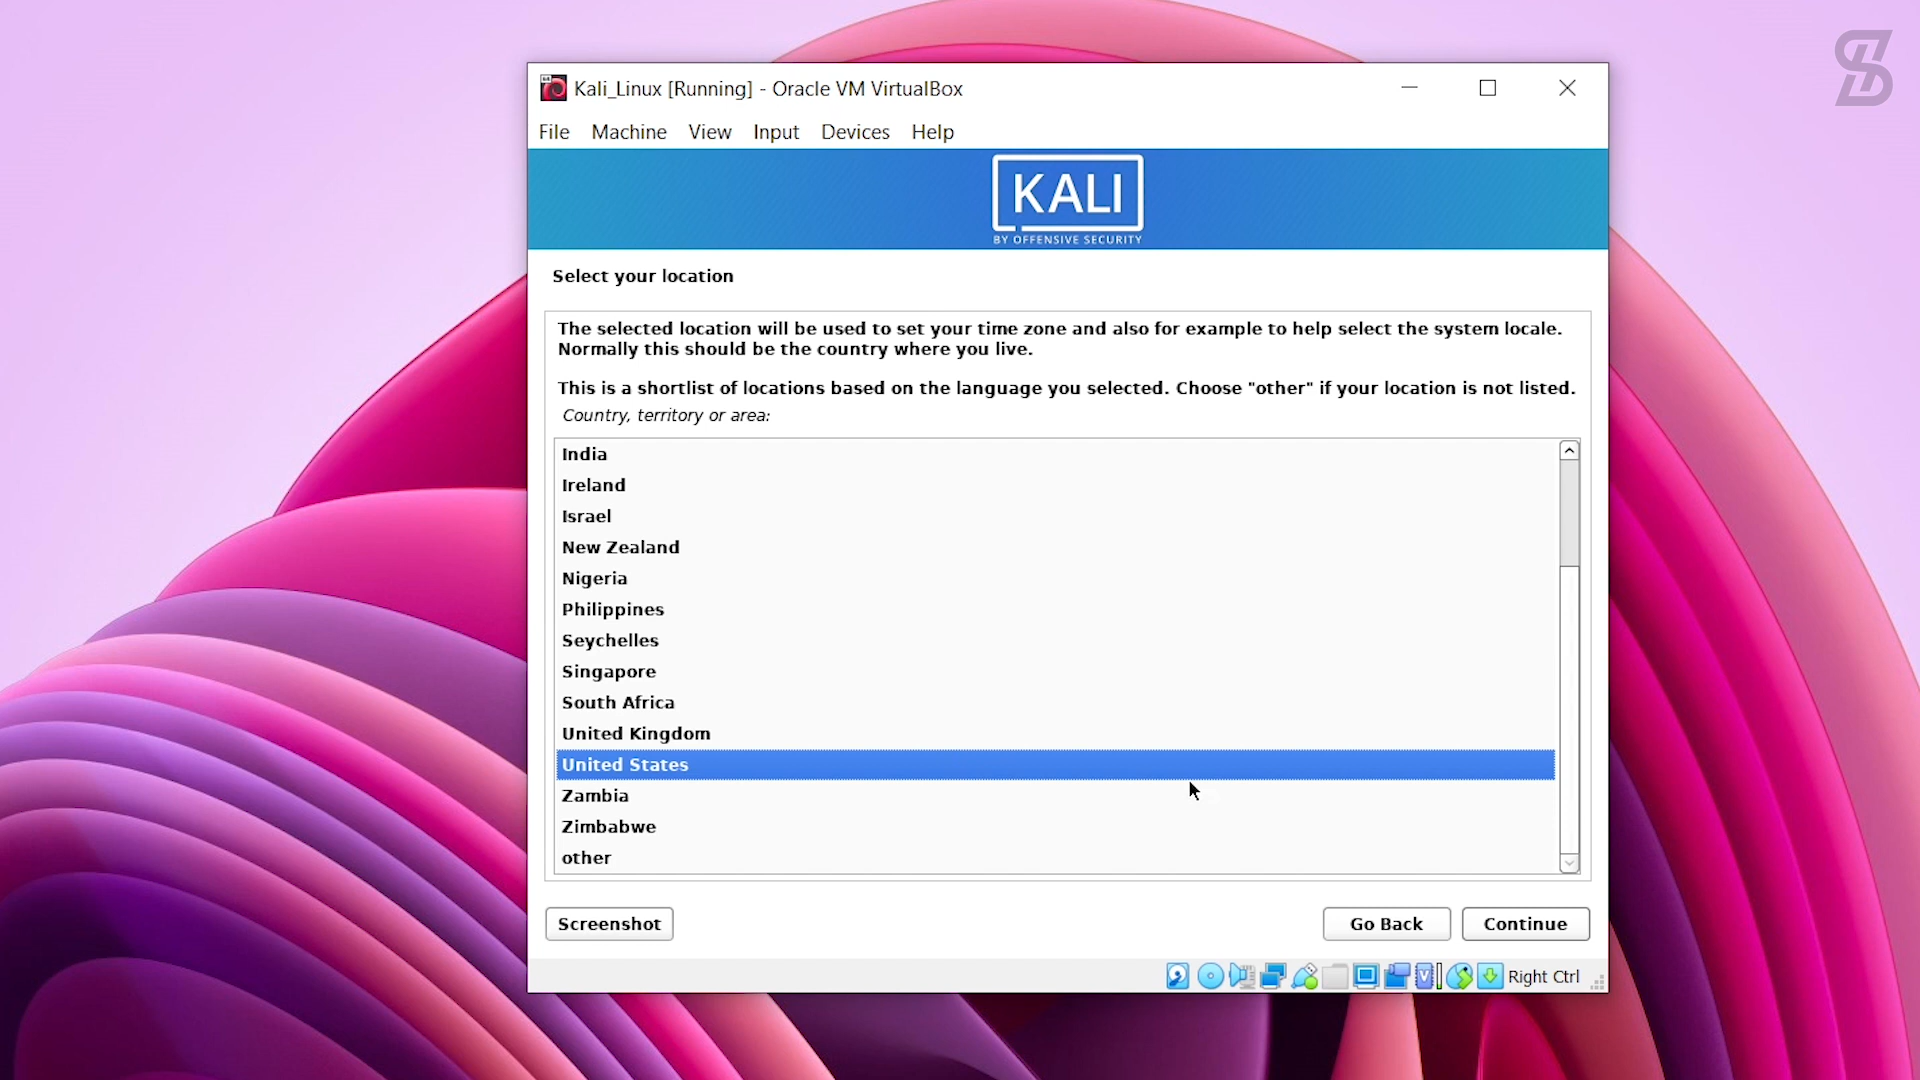 Kali_Linux [Running] - Oracle VM VirtualBox
File Machine View Input Devices Help
KALI
BY OFFENSIVE SECURITY
Select your location
The selected location will be used to set your time zone and also for example to help select the system locale.
Normally this should be the country where you live.
This is a shortlist of locations based on the language you selected. Choose "other" if your location is not listed.
Country, territory or area:
India
Ireland
Israel
New Zealand
Nigeria
Philippines
Seychelles
Singapore
South Africa
United Kingdom
United States
Zambia
Zimbabwe
other
Screenshot Go Back Continue
Right Ctrl